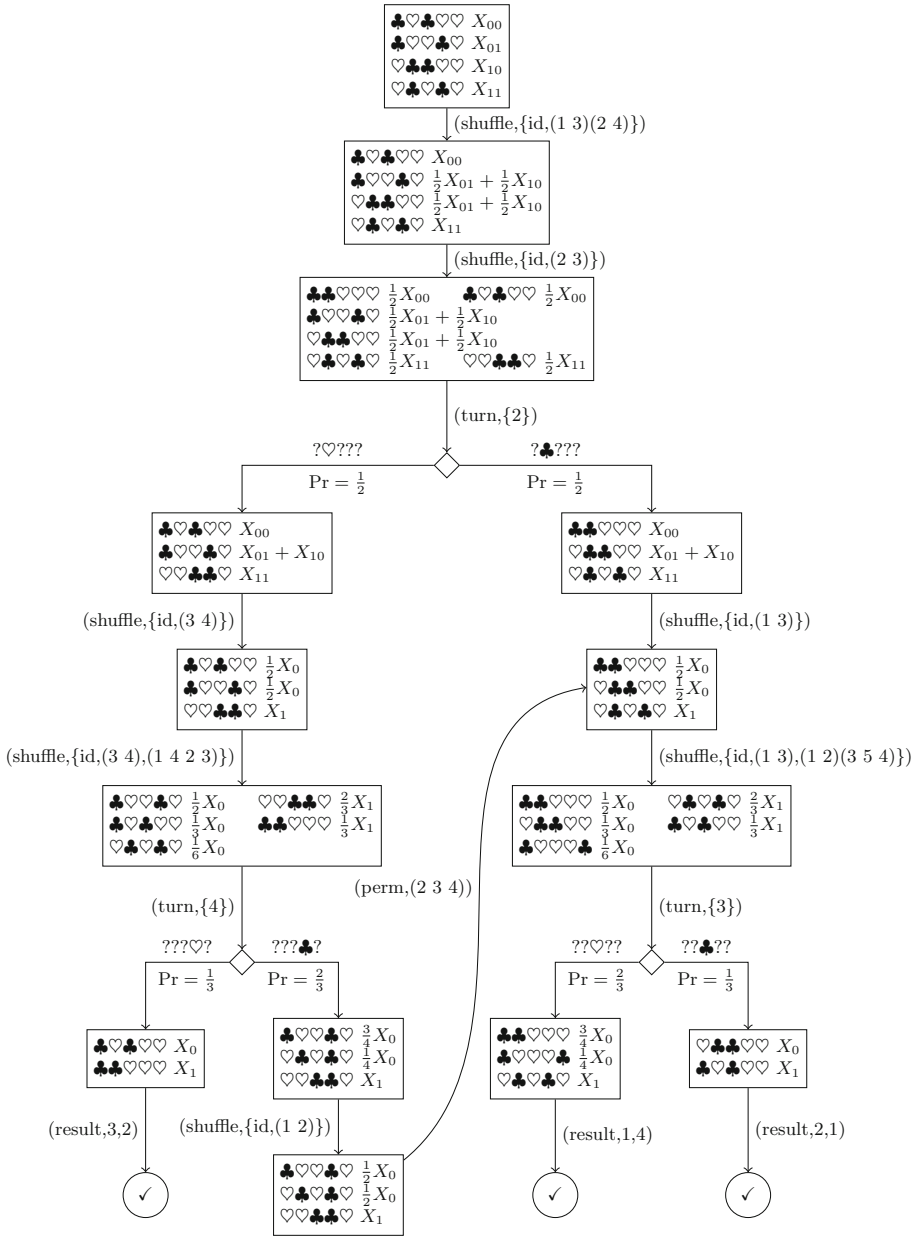 ♣♡♣♡♡ X₀₀
♣♡♡♣♡ X₀₁
♡♣♣♡♡ X₁₀
♡♣♡♣♡ X₁₁
(shuffle,{id,(1 3)(2 4)})
♣♡♣♡♡ X₀₀
♣♡♡♣♡ ½X₀₁ + ½X₁₀
♡♣♣♡♡ ½X₀₁ + ½X₁₀
♡♣♡♣♡ X₁₁
(shuffle,{id,(2 3)})
♣♣♡♡♡ ½X₀₀ ♣♡♣♡♡ ½X₀₀
♣♡♡♣♡ ½X₀₁ + ½X₁₀
♡♣♣♡♡ ½X₀₁ + ½X₁₀
♡♣♡♣♡ ½X₁₁ ♡♡♣♣♡ ½X₁₁
(turn,{2})
?♡???
Pr = ½
?♣???
Pr = ½
♣♡♣♡♡ X₀₀
♣♡♡♣♡ X₀₁ + X₁₀
♡♡♣♣♡ X₁₁
♣♣♡♡♡ X₀₀
♡♣♣♡♡ X₀₁ + X₁₀
♡♣♡♣♡ X₁₁
(shuffle,{id,(3 4)})
(shuffle,{id,(1 3)})
♣♡♣♡♡ ½X₀
♣♡♡♣♡ ½X₀
♡♡♣♣♡ X₁
♣♣♡♡♡ ½X₀
♡♣♣♡♡ ½X₀
♡♣♡♣♡ X₁
(shuffle,{id,(3 4),(1 4 2 3)})
(shuffle,{id,(1 3),(1 2)(3 5 4)})
♣♡♡♣♡ ½X₀ ♡♡♣♣♡ ⅔X₁
♣♡♣♡♡ ⅓X₀ ♣♣♡♡♡ ⅓X₁
♡♣♡♣♡ ⅙X₀
♣♣♡♡♡ ½X₀ ♡♣♡♣♡ ⅔X₁
♡♣♣♡♡ ⅓X₀ ♣♡♣♡♡ ⅓X₁
♣♡♡♡♣ ⅙X₀
(perm,(2 3 4))
(turn,{4})
(turn,{3})
???♡?
Pr = ⅓
???♣?
Pr = ⅔
??♡??
Pr = ⅔
??♣??
Pr = ⅓
♣♡♣♡♡ X₀
♣♣♡♡♡ X₁
♣♡♡♣♡ ¾X₀
♡♣♡♣♡ ¼X₀
♡♡♣♣♡ X₁
♣♣♡♡♡ ¾X₀
♣♡♡♡♣ ¼X₀
♡♣♡♣♡ X₁
♡♣♣♡♡ X₀
♣♡♣♡♡ X₁
(result,3,2)
(shuffle,{id,(1 2)})
(result,1,4)
(result,2,1)
✓
♣♡♡♣♡ ½X₀
♡♣♡♣♡ ½X₀
♡♡♣♣♡ X₁
✓
✓